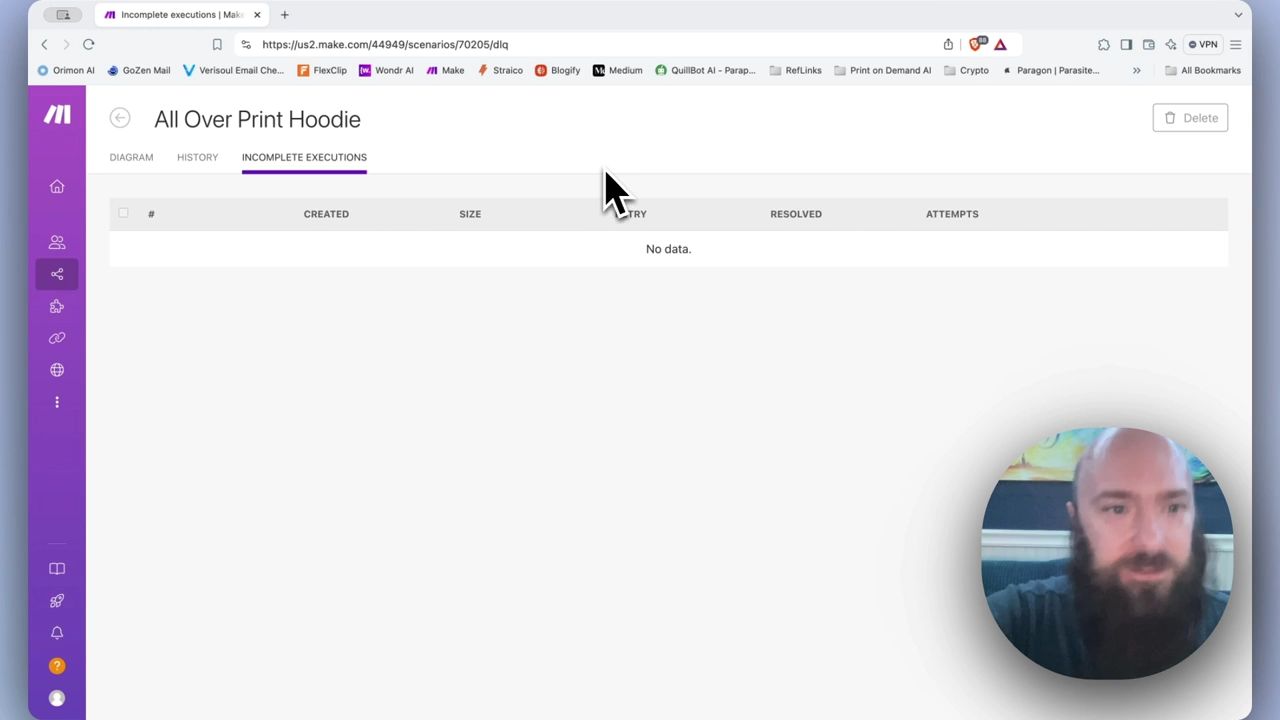 Incomplete executions | Mak
https://us2.make.com/44949/scenarios/70205/dlq
88
VPN
Orimon AI
GoZen Mail
Verisoul Email Che...
FlexClip
Wondr AI
Make
Straico
Blogify
Medium
QuillBot AI – Parap...
RefLinks
Print on Demand AI
Crypto
Paragon | Parasite...
All Bookmarks
All Over Print Hoodie
Delete
DIAGRAM
HISTORY
INCOMPLETE EXECUTIONS
#
CREATED
SIZE
TRY
RESOLVED
ATTEMPTS
No data.
?